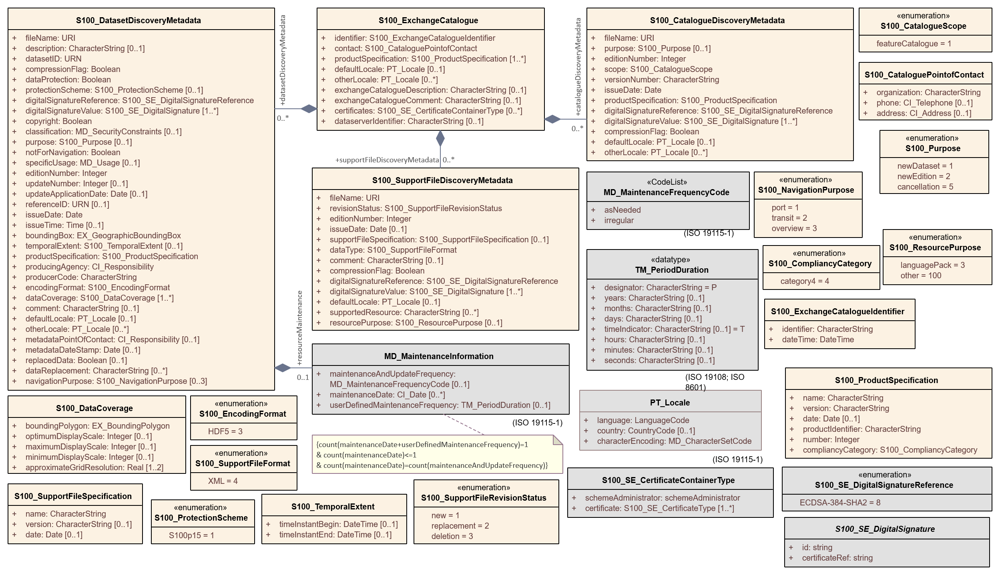 S100_DatasetDiscoveryMetadata
+ fileName: URI
+ description: CharacterString [0..1]
+ datasetID: URN
+ compressionFlag: Boolean
+ dataProtection: Boolean
+ protectionScheme: S100_ProtectionScheme [0..1]
+ digitalSignatureReference: S100_SE_DigitalSignatureReference
+ digitalSignatureValue: S100_SE_DigitalSignature [1..*]
+ copyright: Boolean
+ classification: MD_SecurityConstraints [0..1]
+ purpose: S100_Purpose [0..1]
+ notForNavigation: Boolean
+ specificUsage: MD_Usage [0..1]
+ editionNumber: Integer
+ updateNumber: Integer [0..1]
+ updateApplicationDate: Date [0..1]
+ referenceID: URN [0..1]
+ issueDate: Date
+ issueTime: Time [0..1]
+ boundingBox: EX_GeographicBoundingBox
+ temporalExtent: S100_TemporalExtent [0..1]
+ productSpecification: S100_ProductSpecification
+ producingAgency: CI_Responsibility
+ producerCode: CharacterString
+ encodingFormat: S100_EncodingFormat
+ dataCoverage: S100_DataCoverage [1..*]
+ comment: CharacterString [0..1]
+ defaultLocale: PT_Locale [0..1]
+ otherLocale: PT_Locale [0..*]
+ metadataPointOfContact: CI_Responsibility [0..1]
+ metadataDateStamp: Date [0..1]
+ replacedData: Boolean [0..1]
+ dataReplacement: CharacterString [0..*]
+ navigationPurpose: S100_NavigationPurpose [0..3]
+datasetDiscoveryMetadata
0..*
S100_ExchangeCatalogue
+ identifier: S100_ExchangeCatalogueIdentifier
+ contact: S100_CataloguePointofContact
+ productSpecification: S100_ProductSpecification [1..*]
+ defaultLocale: PT_Locale [0..1]
+ otherLocale: PT_Locale [0..*]
+ exchangeCatalogueDescription: CharacterString [0..1]
+ exchangeCatalogueComment: CharacterString [0..1]
+ certificates: S100_SE_CertificateContainerType [0..*]
+ dataserverIdentifier: CharacterString [0..1]
+catalogueDiscoveryMetadata
0..*
S100_CatalogueDiscoveryMetadata
+ fileName: URI
+ purpose: S100_Purpose [0..1]
+ editionNumber: Integer
+ scope: S100_CatalogueScope
+ versionNumber: CharacterString
+ issueDate: Date
+ productSpecification: S100_ProductSpecification
+ digitalSignatureReference: S100_SE_DigitalSignatureReference
+ digitalSignatureValue: S100_SE_DigitalSignature [1..*]
+ compressionFlag: Boolean
+ defaultLocale: PT_Locale [0..1]
+ otherLocale: PT_Locale [0..*]
«enumeration»
S100_CatalogueScope
featureCatalogue = 1
S100_CataloguePointofContact
+ organization: CharacterString
+ phone: CI_Telephone [0..1]
+ address: CI_Address [0..1]
«enumeration»
S100_Purpose
newDataset = 1
newEdition = 2
cancellation = 5
+supportFileDiscoveryMetadata
0..*
S100_SupportFileDiscoveryMetadata
+ fileName: URI
+ revisionStatus: S100_SupportFileRevisionStatus
+ editionNumber: Integer
+ issueDate: Date [0..1]
+ supportFileSpecification: S100_SupportFileSpecification [0..1]
+ dataType: S100_SupportFileFormat
+ comment: CharacterString [0..1]
+ compressionFlag: Boolean
+ digitalSignatureReference: S100_SE_DigitalSignatureReference
+ digitalSignatureValue: S100_SE_DigitalSignature [1..*]
+ defaultLocale: PT_Locale [0..1]
+ supportedResource: CharacterString [0..*]
+ resourcePurpose: S100_ResourcePurpose [0..1]
«CodeList»
MD_MaintenanceFrequencyCode
+ asNeeded
+ irregular
(ISO 19115-1)
«enumeration»
S100_NavigationPurpose
port = 1
transit = 2
overview = 3
«enumeration»
S100_ResourcePurpose
languagePack = 3
other = 100
«enumeration»
S100_CompliancyCategory
category4 = 4
«datatype»
TM_PeriodDuration
+ designator: CharacterString = P
+ years: CharacterString [0..1]
+ months: CharacterString [0..1]
+ days: CharacterString [0..1]
+ timeIndicator: CharacterString [0..1] = T
+ hours: CharacterString [0..1]
+ minutes: CharacterString [0..1]
+ seconds: CharacterString [0..1]
(ISO 19108; ISO
8601)
S100_ExchangeCatalogueIdentifier
+ identifier: CharacterString
+ dateTime: DateTime
+resourceMaintenance
0..1
MD_MaintenanceInformation
+ maintenanceAndUpdateFrequency:
MD_MaintenanceFrequencyCode [0..1]
+ maintenanceDate: CI_Date [0..*]
+ userDefinedMaintenanceFrequency: TM_PeriodDuration [0..1]
(ISO 19115-1)
{count(maintenanceDate+userDefinedMaintenanceFrequency)=1
& count(maintenanceDate)<=1
& count(maintenanceDate)=count(maintenanceAndUpdateFrequency)}
PT_Locale
+ language: LanguageCode
+ country: CountryCode [0..1]
+ characterEncoding: MD_CharacterSetCode
(ISO 19115-1)
S100_ProductSpecification
+ name: CharacterString
+ version: CharacterString
+ date: Date [0..1]
+ productIdentifier: CharacterString
+ number: Integer
+ compliancyCategory: S100_CompliancyCategory
S100_DataCoverage
+ boundingPolygon: EX_BoundingPolygon
+ optimumDisplayScale: Integer [0..1]
+ maximumDisplayScale: Integer [0..1]
+ minimumDisplayScale: Integer [0..1]
+ approximateGridResolution: Real [1..2]
«enumeration»
S100_EncodingFormat
HDF5 = 3
«enumeration»
S100_SupportFileFormat
XML = 4
S100_SupportFileSpecification
+ name: CharacterString
+ version: CharacterString [0..1]
+ date: Date [0..1]
«enumeration»
S100_ProtectionScheme
S100p15 = 1
S100_TemporalExtent
+ timeInstantBegin: DateTime [0..1]
+ timeInstantEnd: DateTime [0..1]
«enumeration»
S100_SupportFileRevisionStatus
new = 1
replacement = 2
deletion = 3
S100_SE_CertificateContainerType
+ schemeAdministrator: schemeAdministrator
+ certificate: S100_SE_CertificateType [1..*]
«enumeration»
S100_SE_DigitalSignatureReference
ECDSA-384-SHA2 = 8
S100_SE_DigitalSignature
+ id: string
+ certificateRef: string